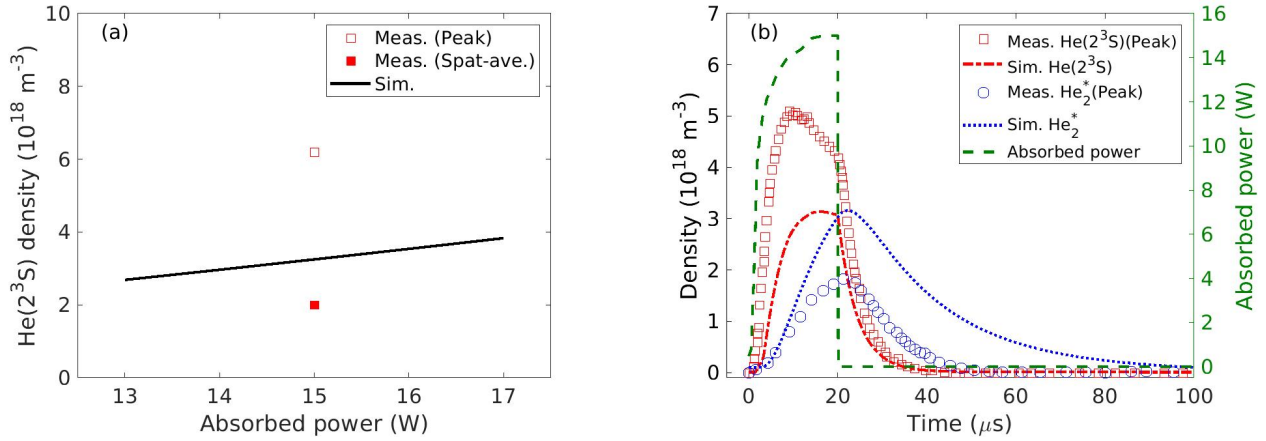 (a)
Meas. (Peak)
Meas. (Spat-ave.)
Sim.
He(2³S) density (10¹⁸ m⁻³)
10
8
6
4
2
0
13 14 15 16 17
Absorbed power (W)
(b)
Meas. He(2³S)(Peak)
Sim. He(2³S)
Meas. He₂*(Peak)
Sim. He₂*
Absorbed power
Density (10¹⁸ m⁻³)
7
6
5
4
3
2
1
0
0 20 40 60 80 100
Time (μs)
16
14
12
10
8
6
4
2
0
Absorbed power (W)